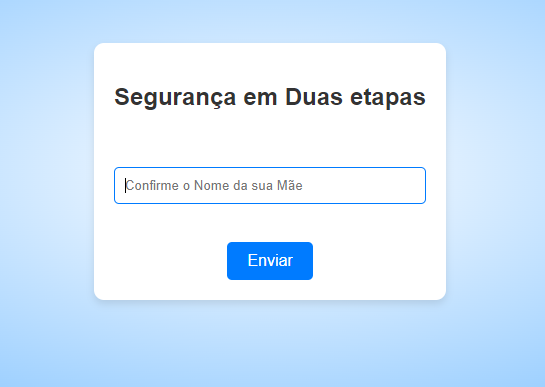 Segurança em Duas etapas
Confirme o Nome da sua Mãe
Enviar